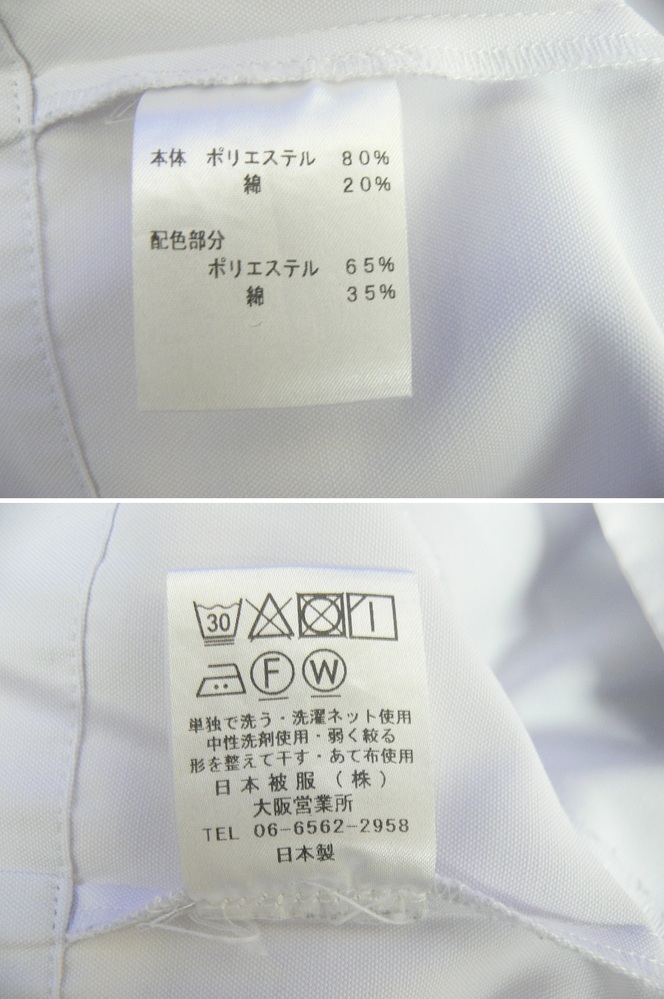 本体 ポリエステル 80%
綿 20%
配色部分
ポリエステル 65%
綿 35%
30
F W
単独で洗う・洗濯ネット使用
中性洗剤使用・弱く絞る
形を整えて干す・あて布使用
日本被服(株)
大阪営業所
TEL 06-6562-2958
日本製